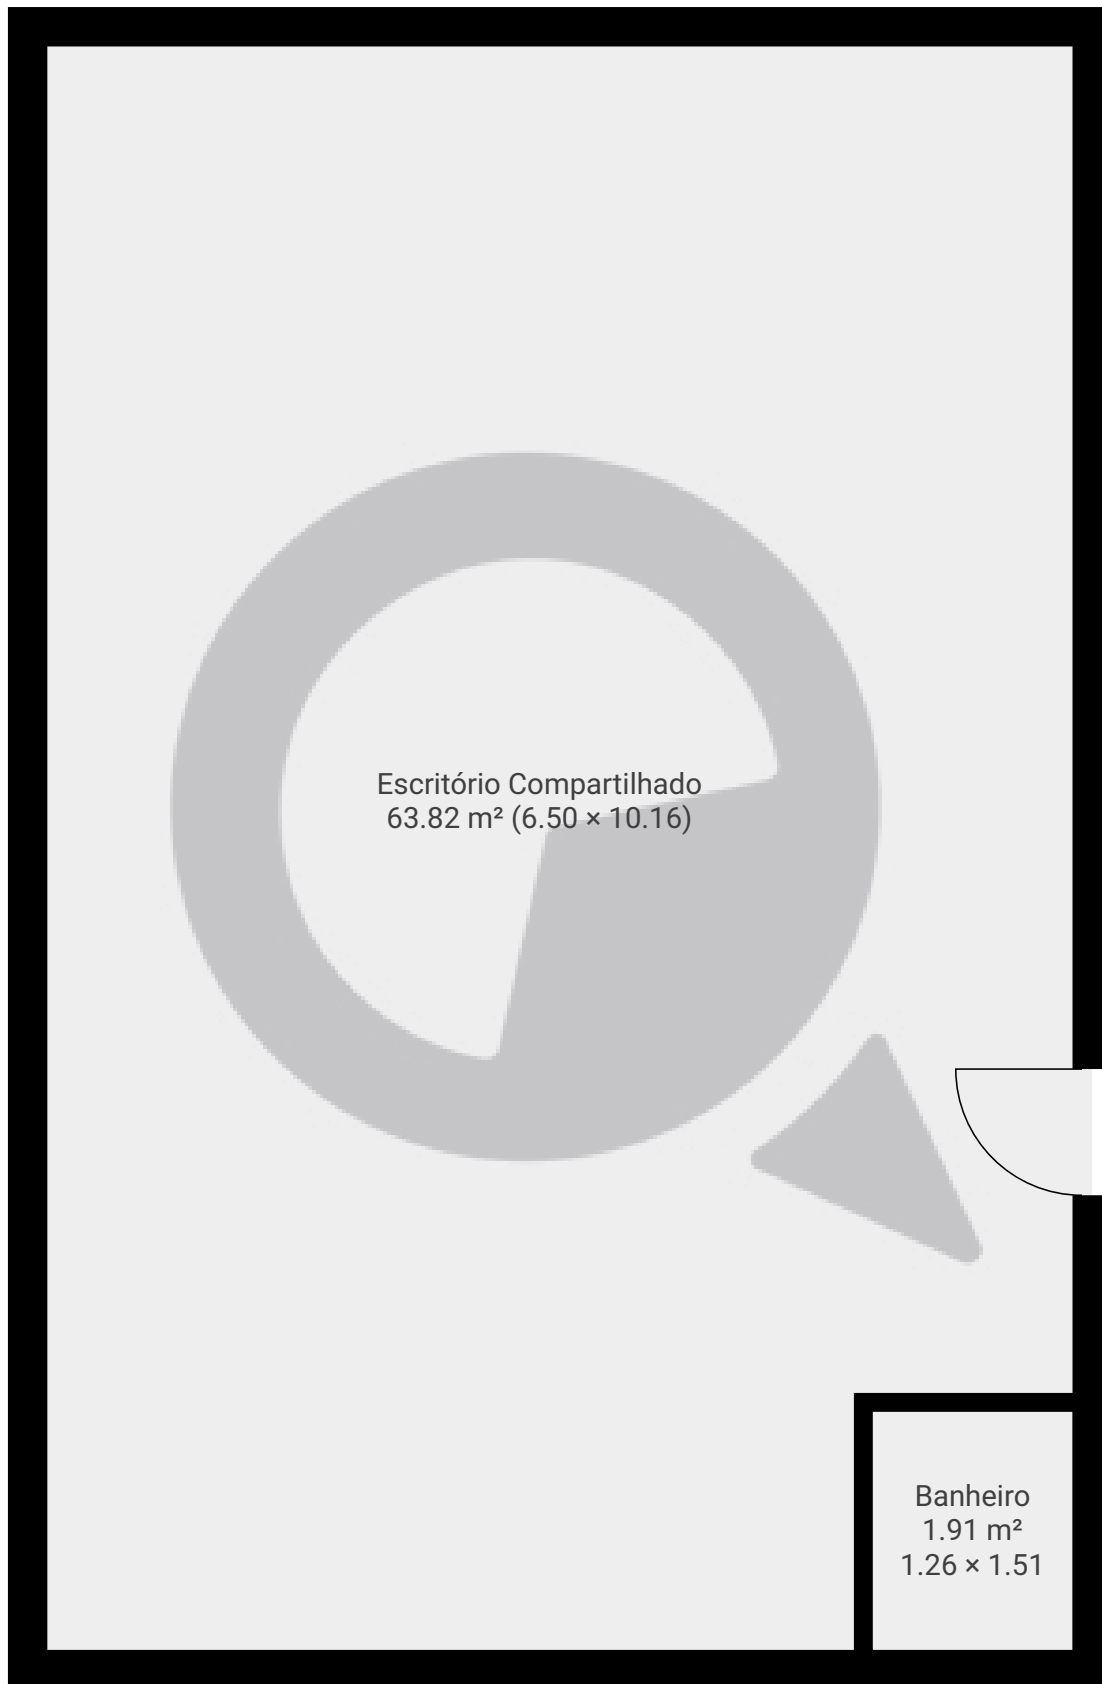 Escritório Compartilhado
63.82 m² (6.50 × 10.16)
Banheiro
1.91 m²
1.26 × 1.51